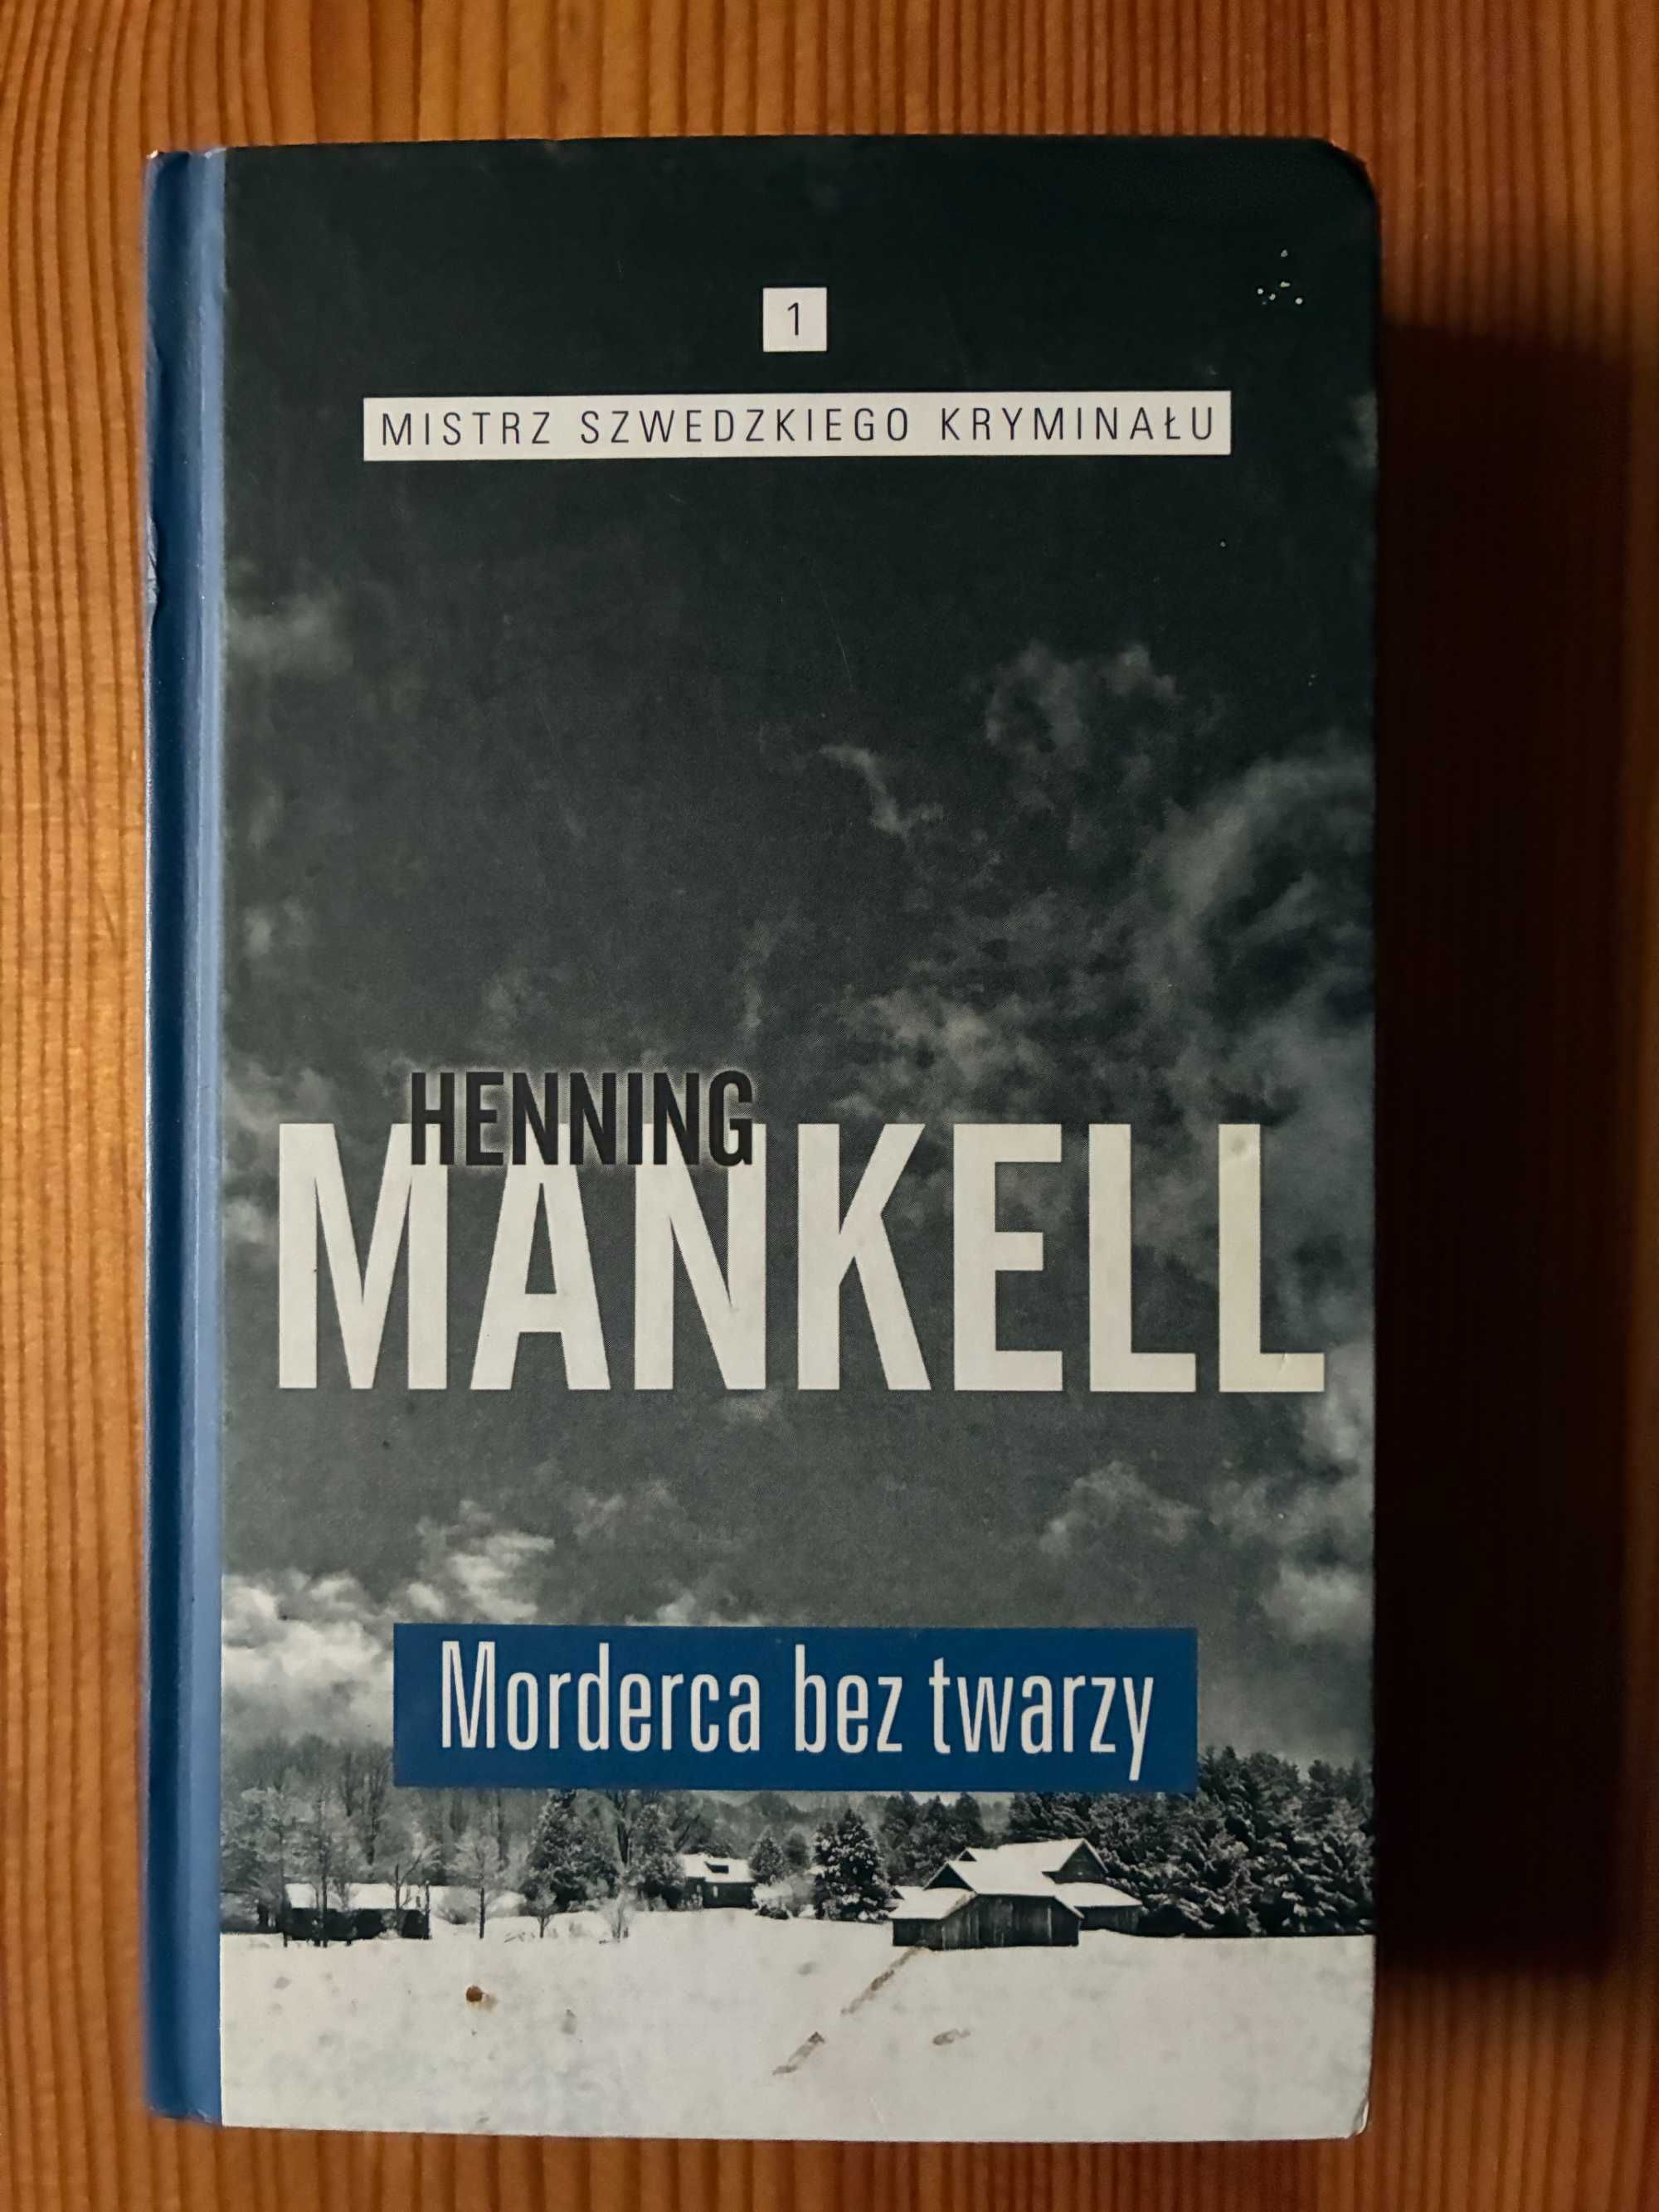 1
MISTRZ SZWEDZKIEGO KRYMINAŁU
HENNING
MANKELL
Morderca bez twarzy